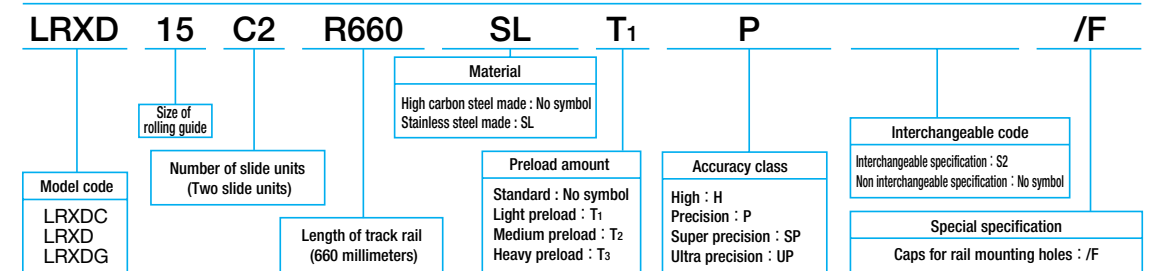 LRXD 15 C2 R660 SL T1 P /F
Material
High carbon steel made : No symbol
Stainless steel made : SL
Size of
rolling guide
Interchangeable code
Interchangeable specification : S2
Non interchangeable specification : No symbol
Number of slide units
(Two slide units)
Preload amount
Standard : No symbol
Light preload : T1
Medium preload : T2
Heavy preload : T3
Accuracy class
High : H
Precision : P
Super precision : SP
Ultra precision : UP
Model code
LRXDC
LRXD
LRXDG
Length of track rail
(660 millimeters)
Special specification
Caps for rail mounting holes : /F